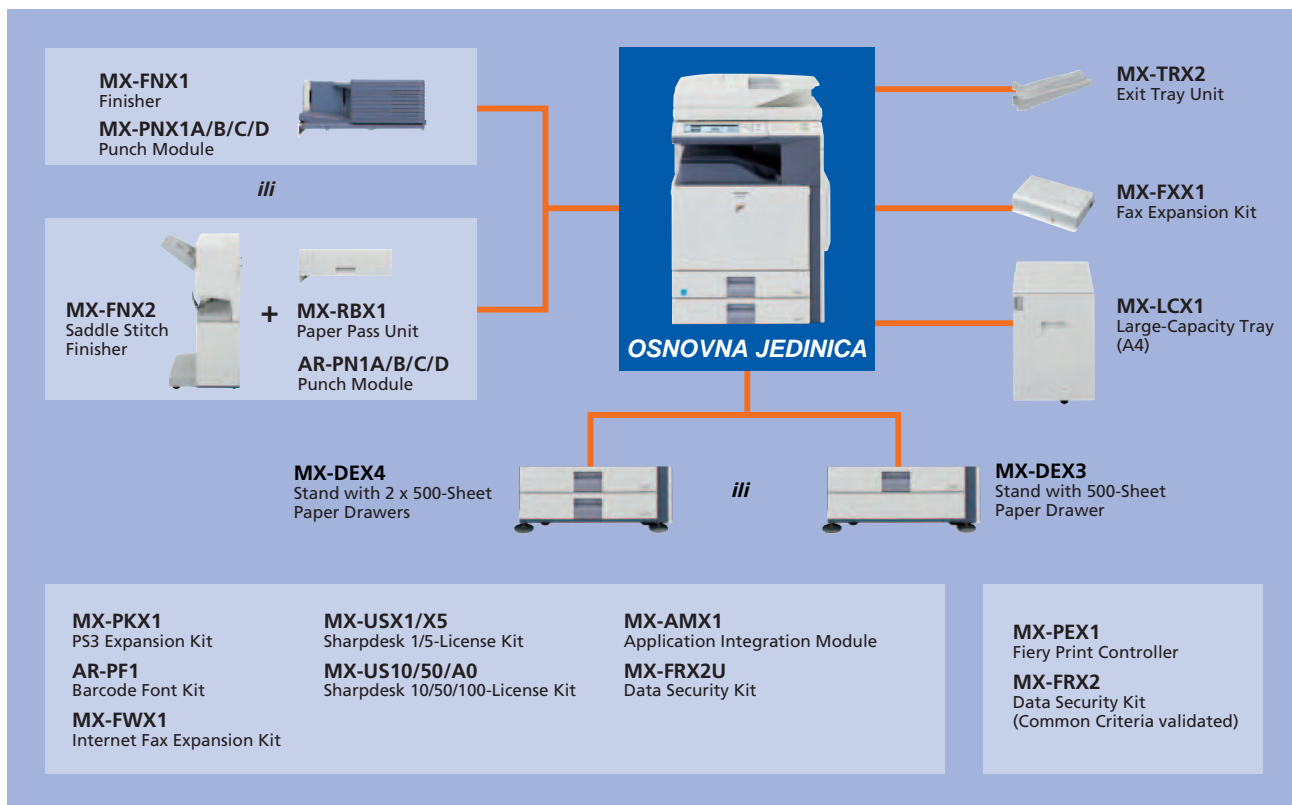 MX-FNX1
Finisher
MX-PNX1A/B/C/D
Punch Module
ili
MX-FNX2
Saddle Stitch
Finisher
+
MX-RBX1
Paper Pass Unit
AR-PN1A/B/C/D
Punch Module
OSNOVNA JEDINICA
MX-TRX2
Exit Tray Unit
MX-FXX1
Fax Expansion Kit
MX-LCX1
Large-Capacity Tray
(A4)
MX-DEX4
Stand with 2 x 500-Sheet
Paper Drawers
ili
MX-DEX3
Stand with 500-Sheet
Paper Drawer
MX-PKX1
PS3 Expansion Kit
AR-PF1
Barcode Font Kit
MX-FWX1
Internet Fax Expansion Kit
MX-USX1/X5
Sharpdesk 1/5-License Kit
MX-US10/50/A0
Sharpdesk 10/50/100-License Kit
MX-AMX1
Application Integration Module
MX-FRX2U
Data Security Kit
MX-PEX1
Fiery Print Controller
MX-FRX2
Data Security Kit
(Common Criteria validated)